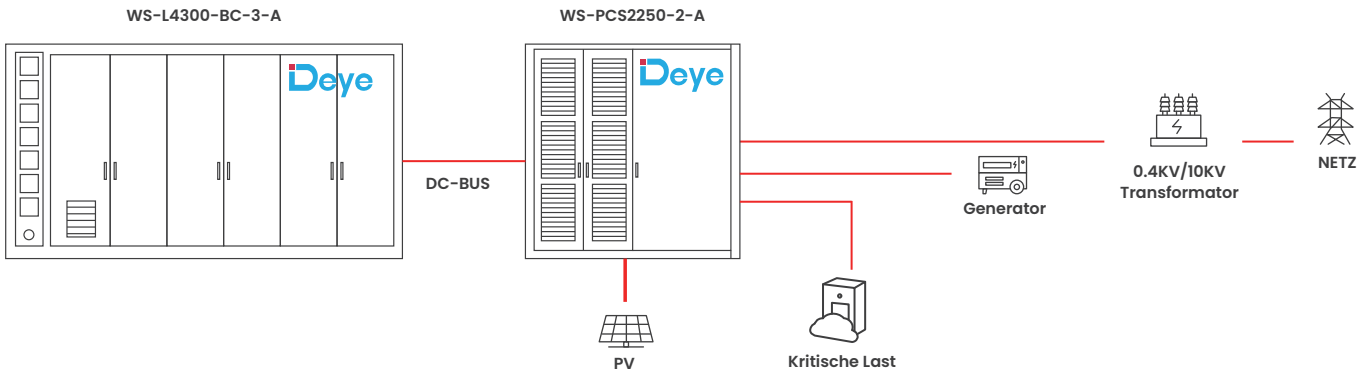 WS-L4300-BC-3-A
WS-PCS2250-2-A
Deye
Deye
DC-BUS
0.4KV/10KV
Transformator
NETZ
Generator
PV
Kritische Last